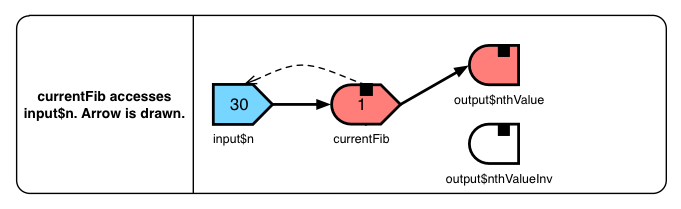 currentFib accesses
input$n. Arrow is drawn.
30
input$n
1
currentFib
output$nthValue
output$nthValueInv